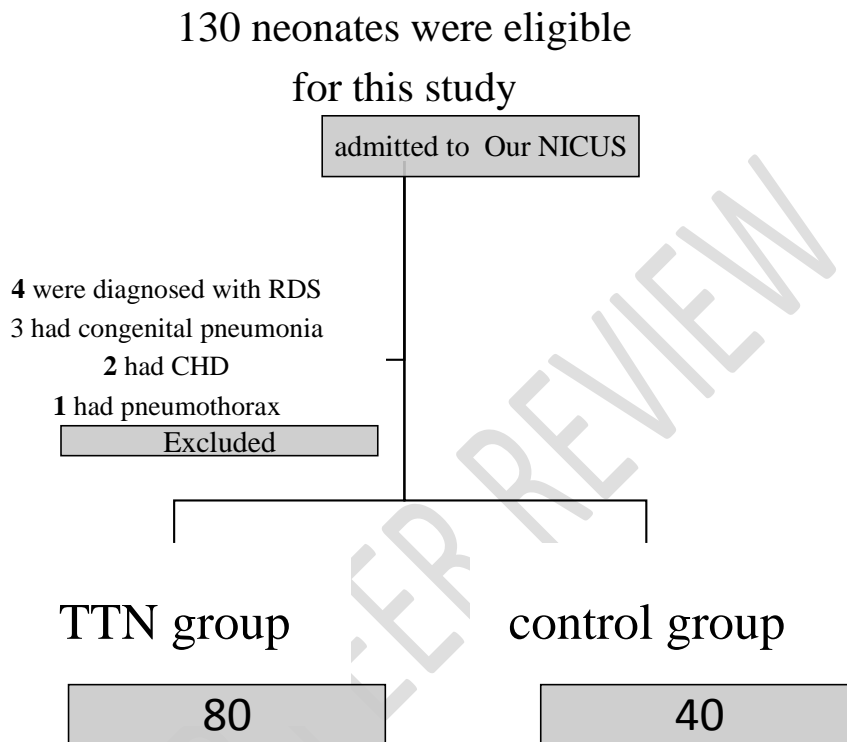 130 neonates were eligible
for this study
admitted to Our NICUS
4 were diagnosed with RDS
3 had congenital pneumonia
2 had CHD
1 had pneumothorax
Excluded
TTN group
control group
80
40
EER REVIEW